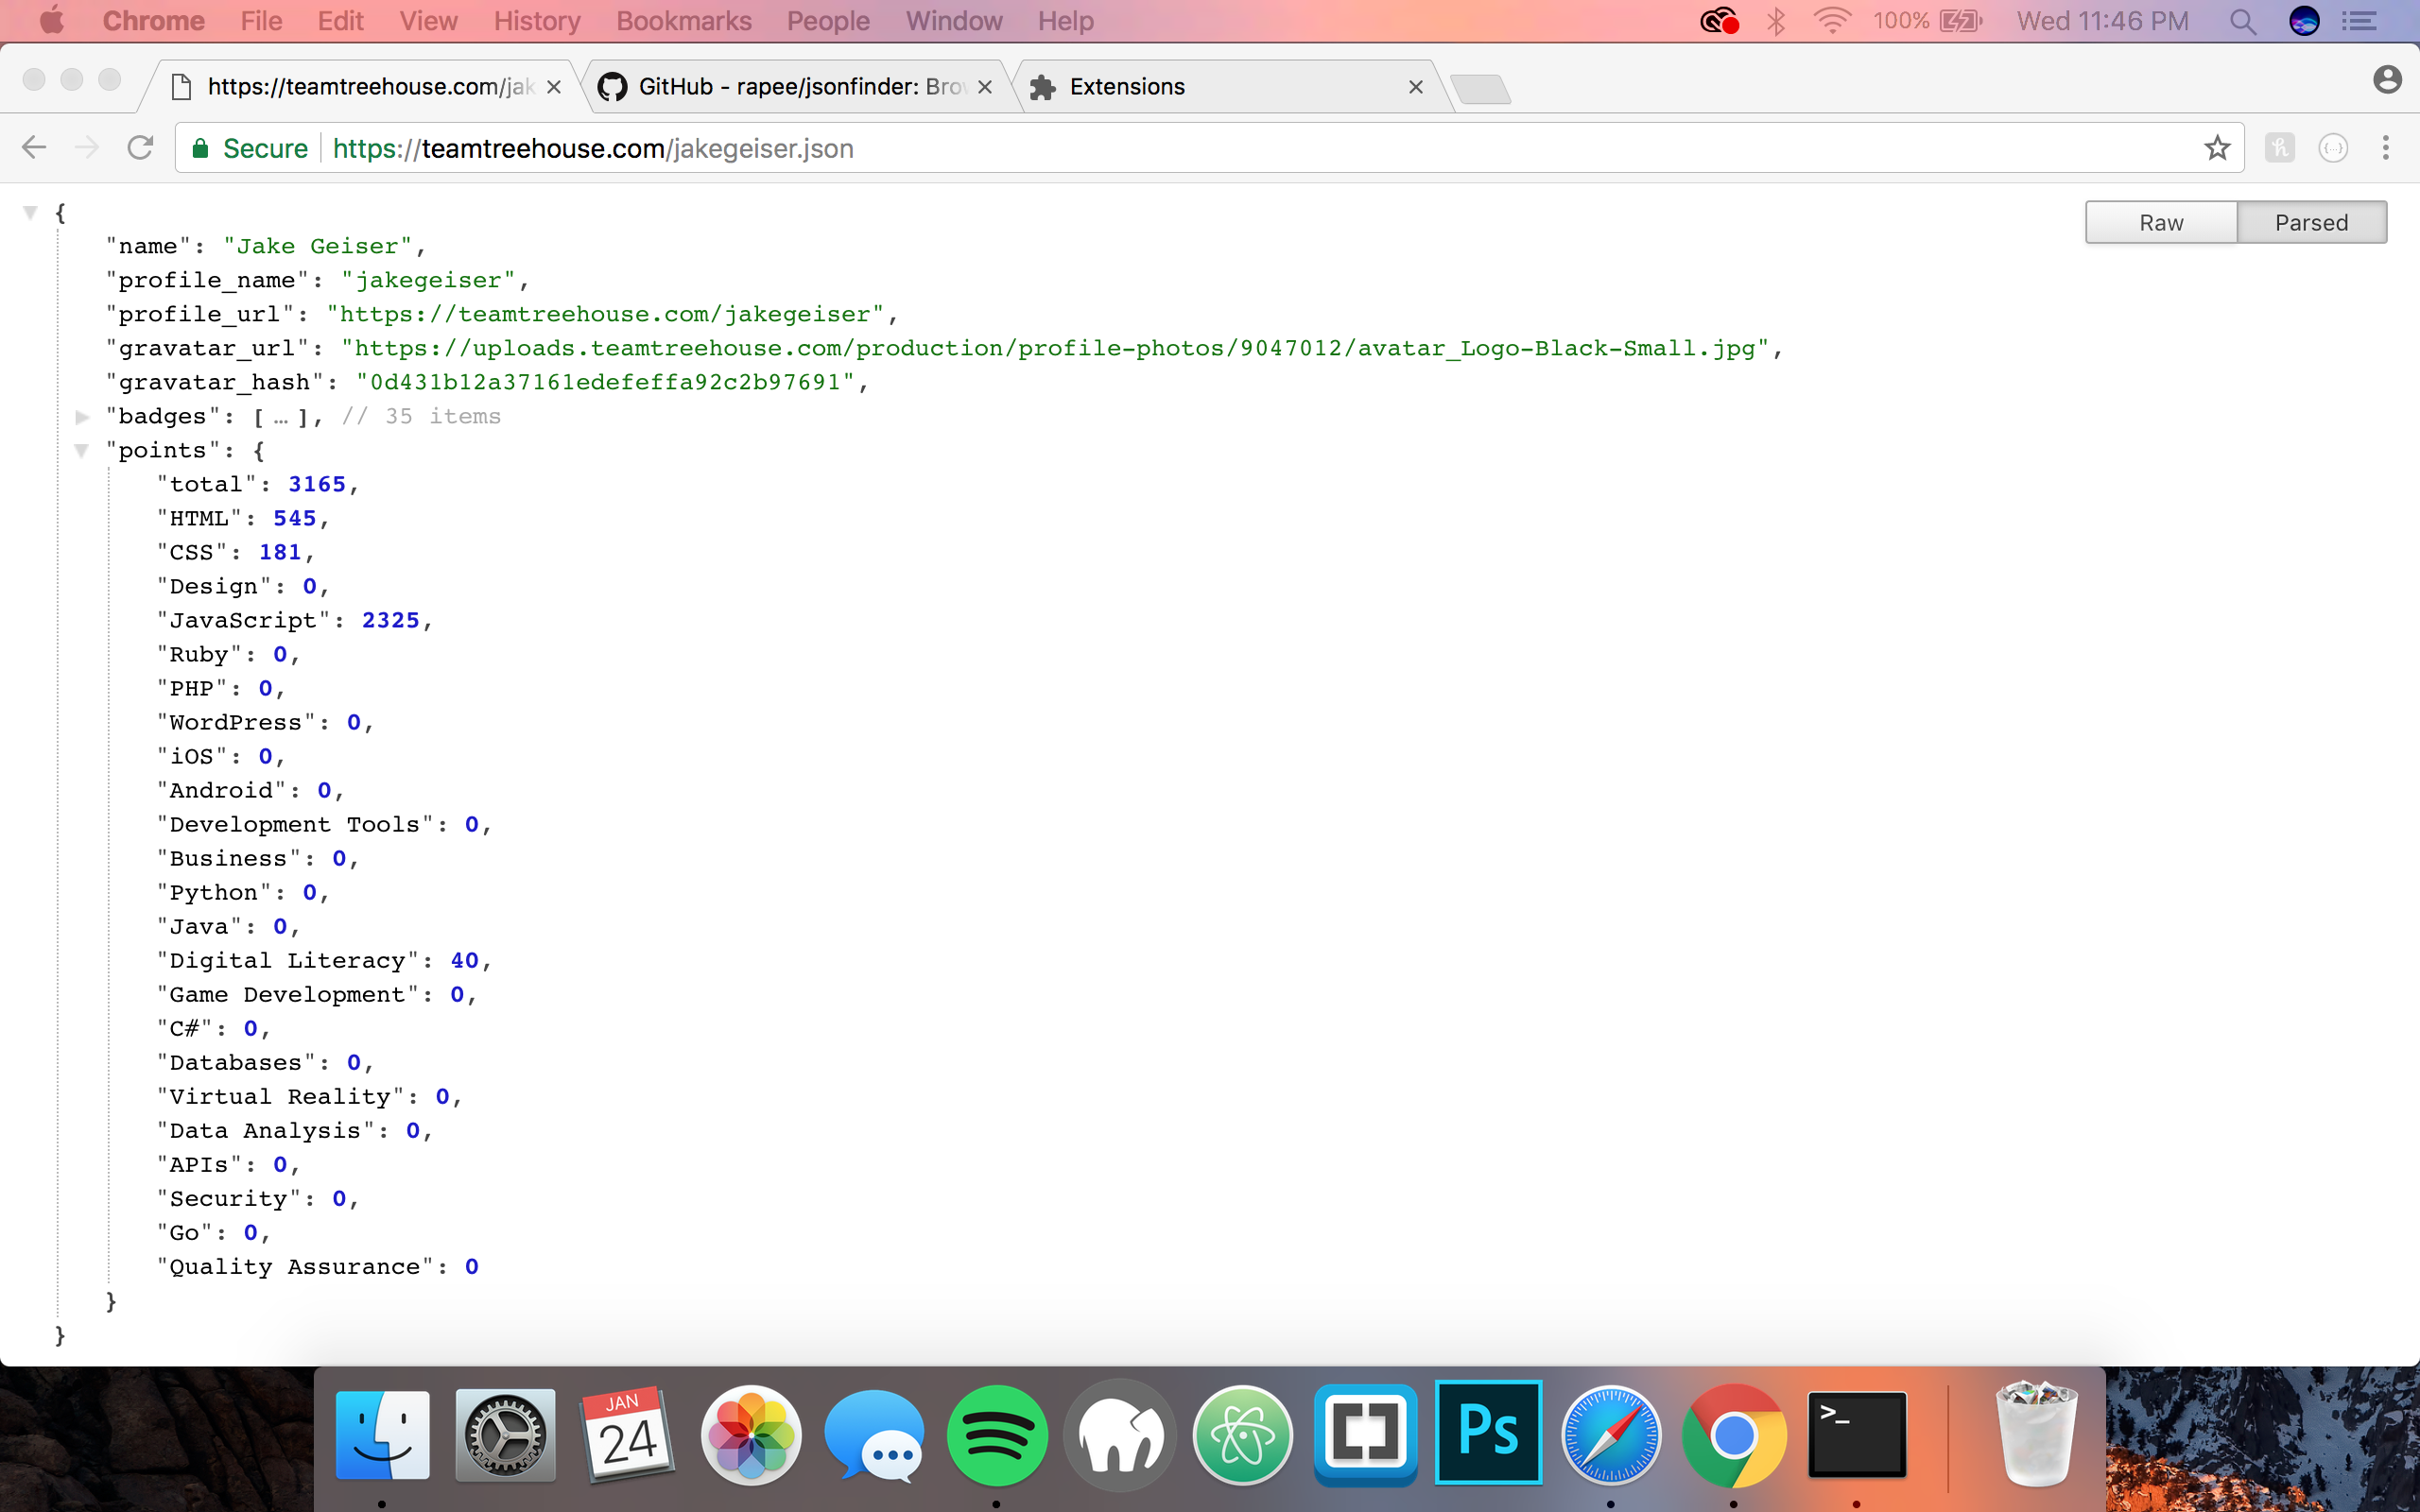 Chrome File Edit View History Bookmarks People Window Help 100% Wed 11:46 PM
https://teamtreehouse.com/jak GitHub - rapee/jsonfinder: Bro Extensions
Secure https://teamtreehouse.com/jakegeiser.json
{
Raw Parsed
"name": "Jake Geiser",
"profile_name": "jakegeiser",
"profile_url": "https://teamtreehouse.com/jakegeiser",
"gravatar_url": "https://uploads.teamtreehouse.com/production/profile-photos/9047012/avatar_Logo-Black-Small.jpg",
"gravatar_hash": "0d431b12a37161edefeffa92c2b97691",
"badges": [ … ], // 35 items
"points": {
"total": 3165,
"HTML": 545,
"CSS": 181,
"Design": 0,
"JavaScript": 2325,
"Ruby": 0,
"PHP": 0,
"WordPress": 0,
"iOS": 0,
"Android": 0,
"Development Tools": 0,
"Business": 0,
"Python": 0,
"Java": 0,
"Digital Literacy": 40,
"Game Development": 0,
"C#": 0,
"Databases": 0,
"Virtual Reality": 0,
"Data Analysis": 0,
"APIs": 0,
"Security": 0,
"Go": 0,
"Quality Assurance": 0
}
}
JAN
24
Ps
>_